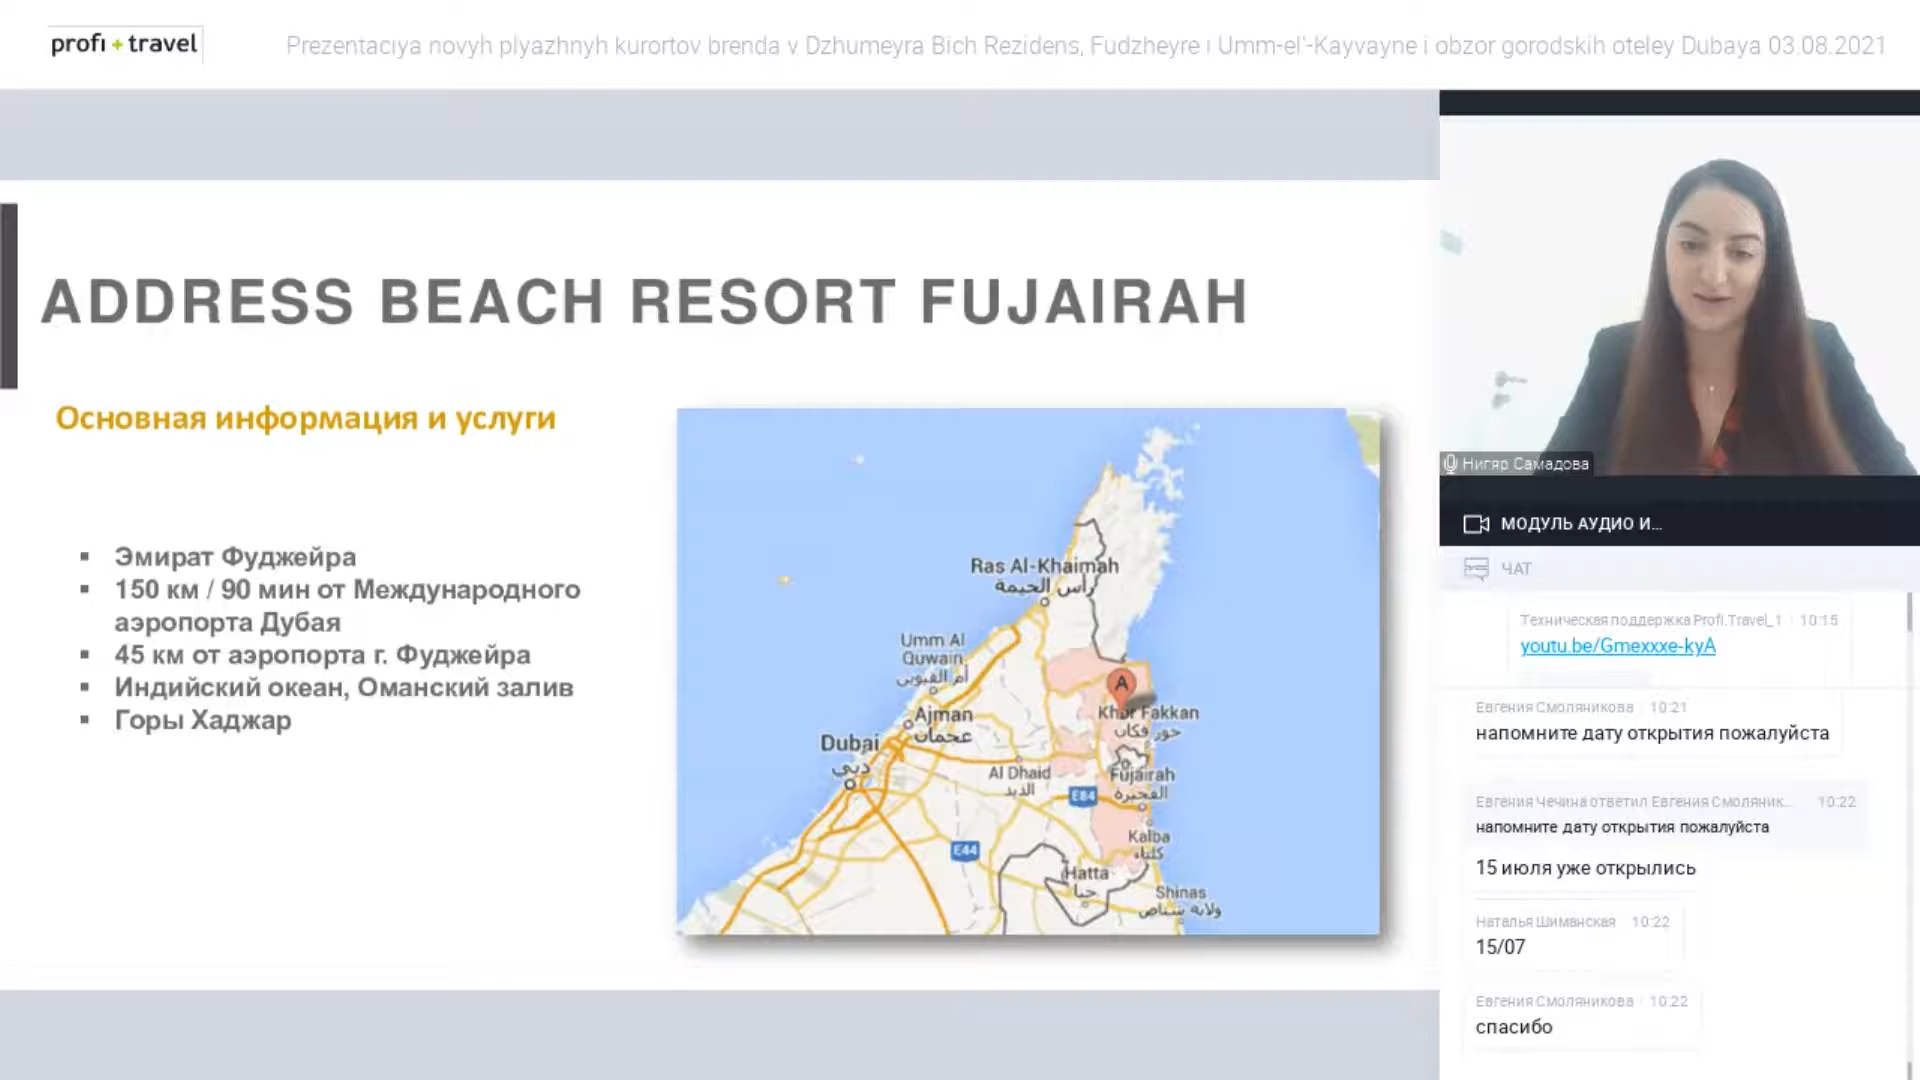 profi + travel
Prezentaciya novyh plyazhnyh kurortov brenda v Dzhumeyra Bich Rezidens, Fudzheyre i Umm-el'-Kayvayne i obzor gorodskih oteley Dubaya 03.08.2021
ADDRESS BEACH RESORT FUJAIRAH
Основная информация и услуги
▪ Эмират Фуджейра
▪ 150 км / 90 мин от Международного
аэропорта Дубая
▪ 45 км от аэропорта г. Фуджейра
▪ Индийский океан, Оманский залив
▪ Горы Хаджар
Ras Al-Khaimah
رأس الخيمة
Umm Al
Quwain
أم القيوين
Ajman
عجمان
Dubai
دبي
A
Khor Fakkan
خور فكان
Al Dhaid
الذيد
Fujairah
الفجيرة
E84
Kalba
كلباء
E44
Hatta
حتا
Shinas
ولاية شناص
Нигяр Самадова
МОДУЛЬ АУДИО И...
ЧАТ
Техническая поддержка Profi.Travel_1 10:15
youtu.be/Gmexxxe-kyA
Евгения Смоляникова 10:21
напомните дату открытия пожалуйста
Евгения Чечина ответил Евгения Смоляник... 10:22
напомните дату открытия пожалуйста
15 июля уже открылись
Наталья Шиманская 10:22
15/07
Евгения Смоляникова 10:22
спасибо